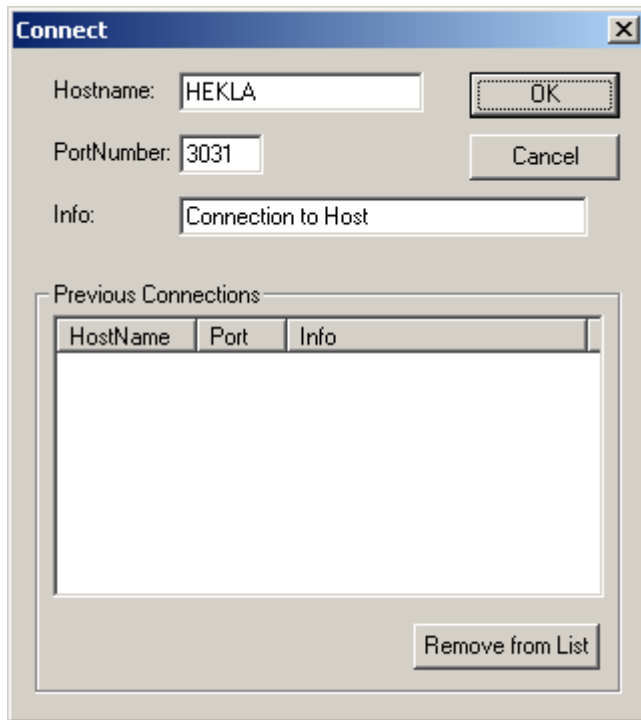 Connect
Hostname: HEKLA OK
PortNumber: 3031 Cancel
Info: Connection to Host
Previous Connections
HostName Port Info
Remove from List